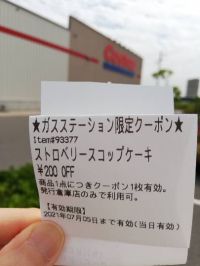 Costco
★ガスステーション限定クーポン★
Item#93377
ストロベリースコップケーキ
￥200 OFF
商品1点につきクーポン1枚有効。
発行倉庫店のみで利用可。
【有効期限】
2021年07月05日まで有効(当日有効)